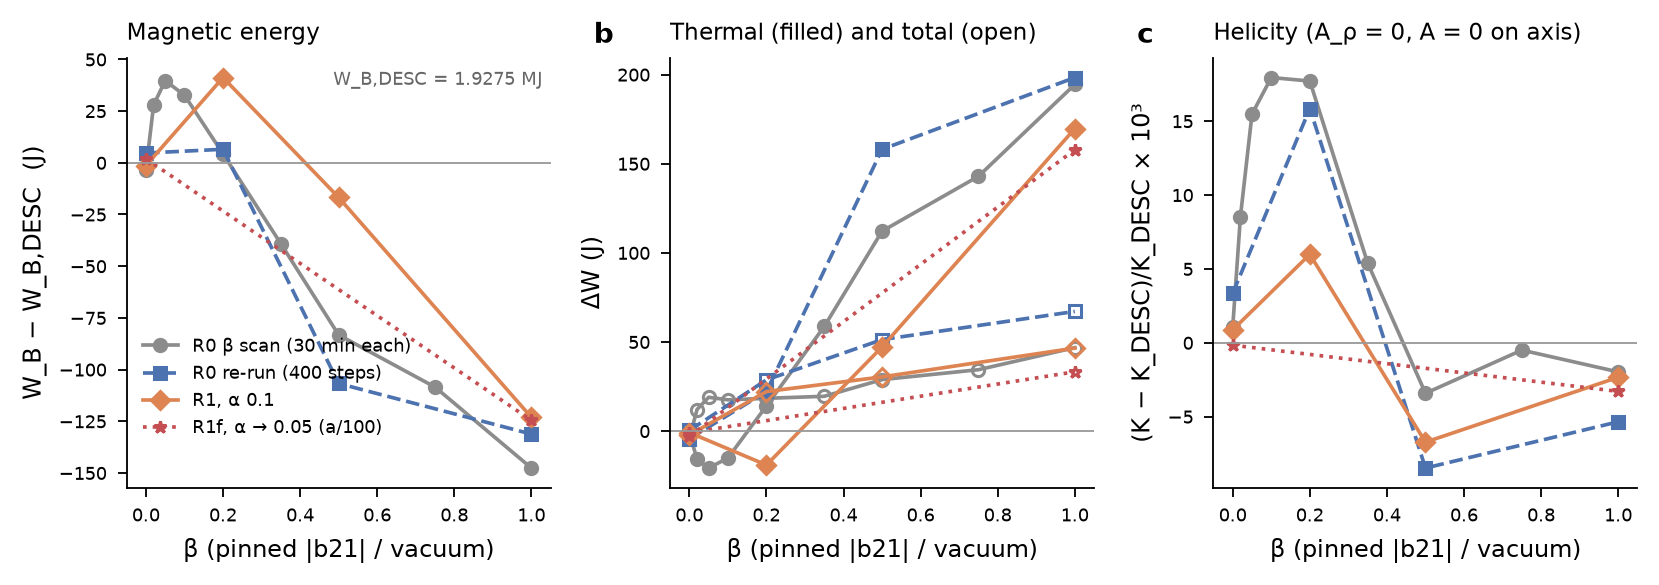 Magnetic energy
W_B,DESC = 1.9275 MJ
W_B − W_B,DESC (J)
50
25
0
−25
−50
−75
−100
−125
−150
R0 β scan (30 min each)
R0 re-run (400 steps)
R1, α 0.1
R1f, α → 0.05 (a/100)
0.0 0.2 0.4 0.6 0.8 1.0
β (pinned |b21| / vacuum)
b Thermal (filled) and total (open)
ΔW (J)
200
150
100
50
0
0.0 0.2 0.4 0.6 0.8 1.0
β (pinned |b21| / vacuum)
c Helicity (A_ρ = 0, A = 0 on axis)
(K − K_DESC)/K_DESC × 10³
15
10
5
0
−5
0.0 0.2 0.4 0.6 0.8 1.0
β (pinned |b21| / vacuum)